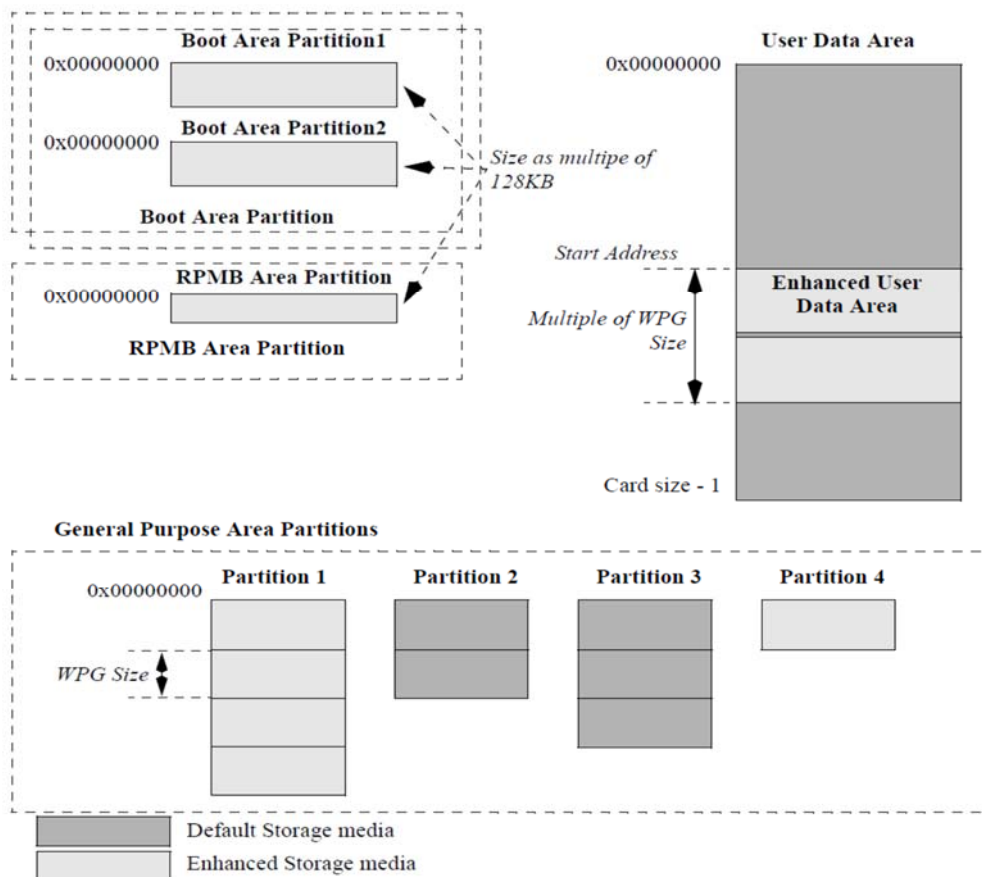 Boot Area Partition1
0x00000000
Boot Area Partition2
0x00000000
Size as multipe of
128KB
Boot Area Partition
RPMB Area Partition
0x00000000
RPMB Area Partition
User Data Area
0x00000000
Start Address
Enhanced User
Data Area
Multiple of WPG
Size
Card size - 1
General Purpose Area Partitions
0x00000000
Partition 1
Partition 2
Partition 3
Partition 4
WPG Size
Default Storage media
Enhanced Storage media